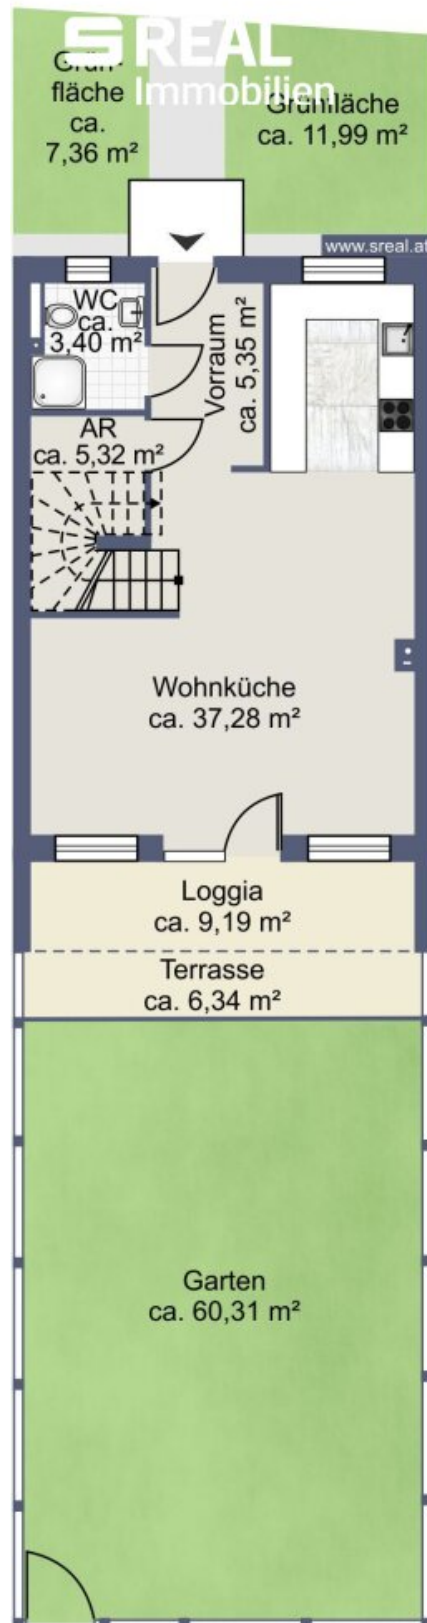 S REAL
Immobilien
Grün-
fläche
ca.
7,36 m²
Grünfläche
ca. 11,99 m²
www.sreal.at
WC
ca.
3,40 m²
Vorraum
ca. 5,35 m²
AR
ca. 5,32 m²
Wohnküche
ca. 37,28 m²
Loggia
ca. 9,19 m²
Terrasse
ca. 6,34 m²
Garten
ca. 60,31 m²